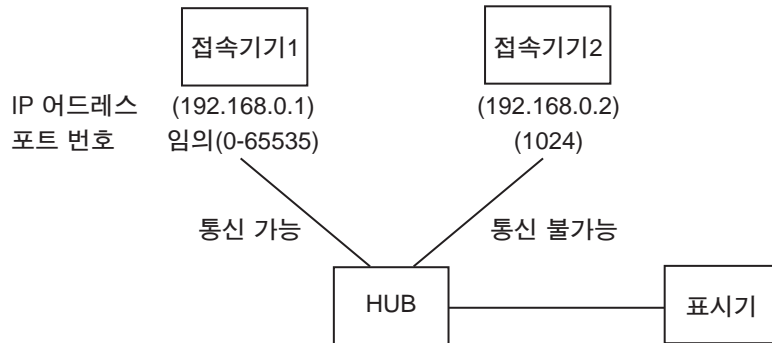 접속기기1
접속기기2
IP 어드레스 (192.168.0.1) (192.168.0.2)
포트 번호 임의(0-65535) (1024)
통신 가능 통신 불가능
HUB
표시기